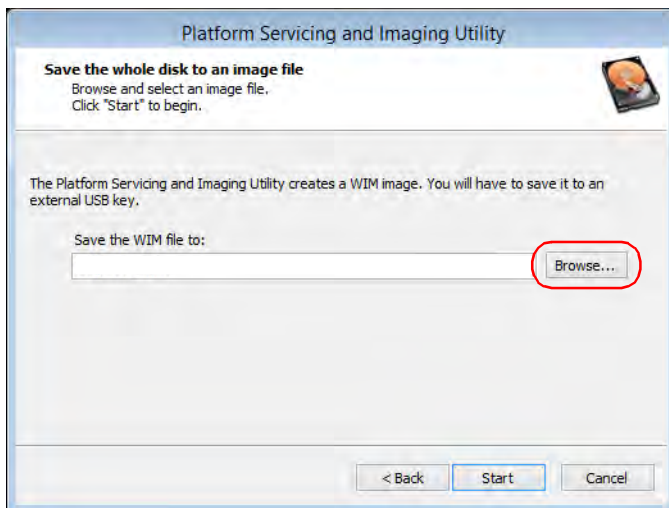 Platform Servicing and Imaging Utility
Save the whole disk to an image file
Browse and select an image file.
Click "Start" to begin.
The Platform Servicing and Imaging Utility creates a WIM image. You will have to save it to an
external USB key.
Save the WIM file to:
Browse...
< Back Start Cancel